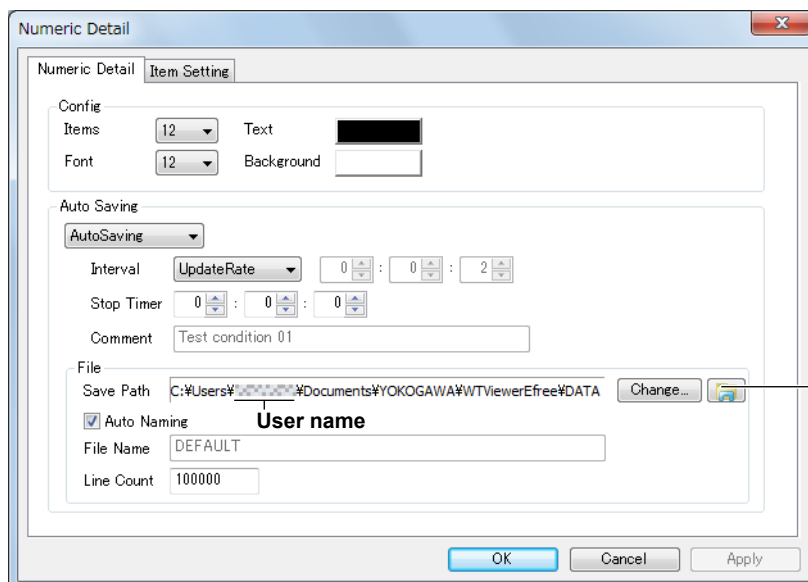 Numeric Detail
Numeric Detail Item Setting
Config
Items 12 Text
Font 12 Background
Auto Saving
AutoSaving
Interval UpdateRate 0 : 0 : 2
Stop Timer 0 : 0 : 0
Comment Test condition 01
File
Save Path C:¥Users¥ ¥Documents¥YOKOGAWA¥WTViewerEfree¥DATA Change...
Auto Naming User name
File Name DEFAULT
Line Count 100000
OK Cancel Apply